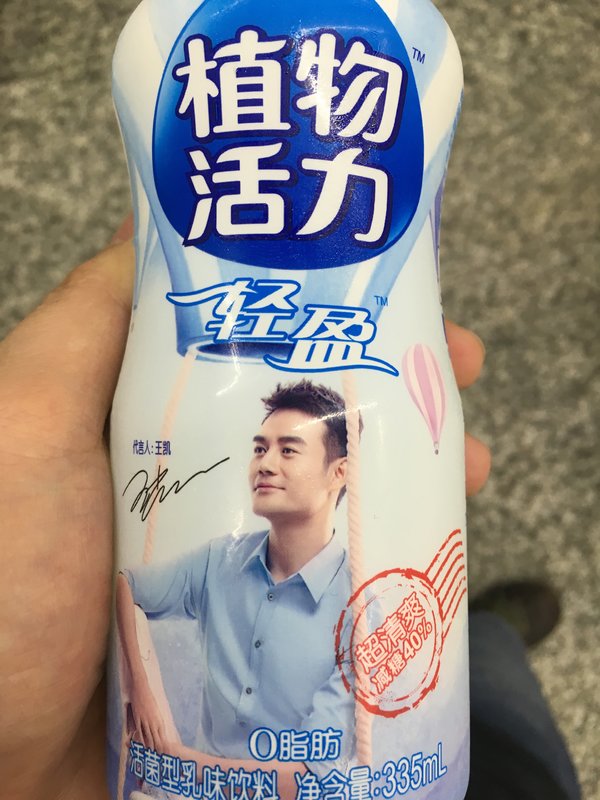 植物
TM
活力
轻盈
TM
代言人:王凯
超清爽
减糖40%
0脂肪
活菌型乳味饮料 净含量:335mL